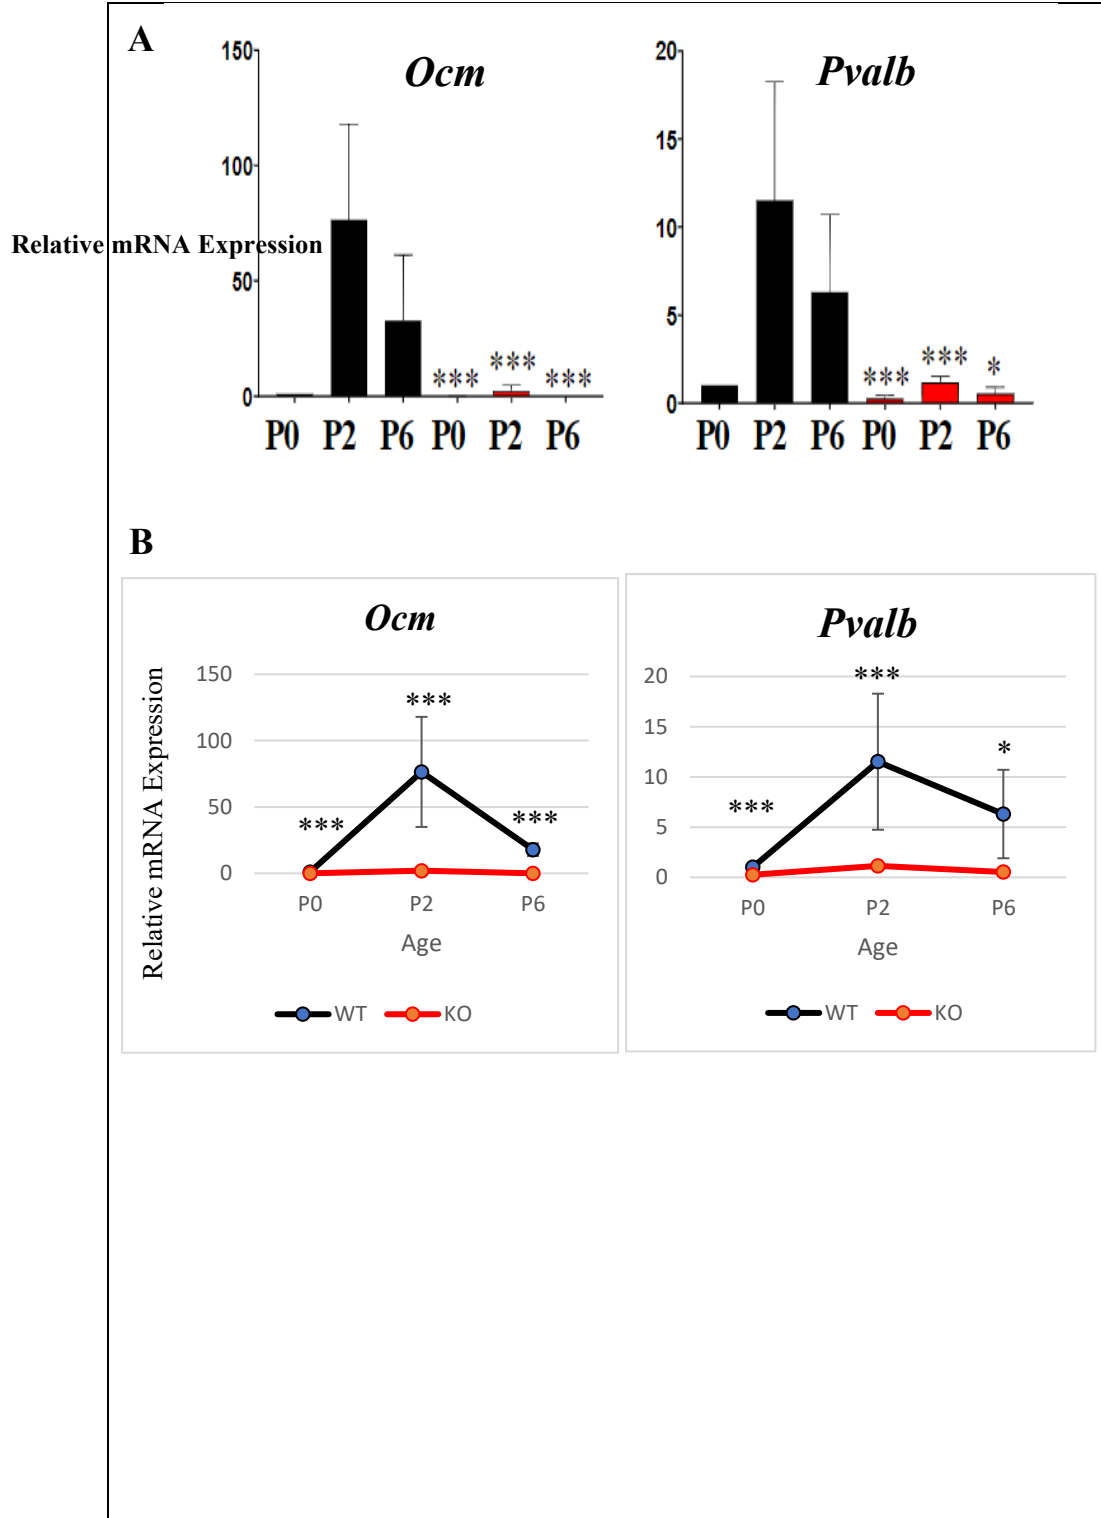 A
Ocm
Pvalb
Relative mRNA Expression
150
100
50
0
*** *** ***
P0 P2 P6 P0 P2 P6
20
15
10
5
0
*** *** *
P0 P2 P6 P0 P2 P6
B
Ocm
Relative mRNA Expression
150
100
50
0
*** *** ***
P0 P2 P6
Age
WT KO
Pvalb
20
15
10
5
0
*** *** *
P0 P2 P6
Age
WT KO